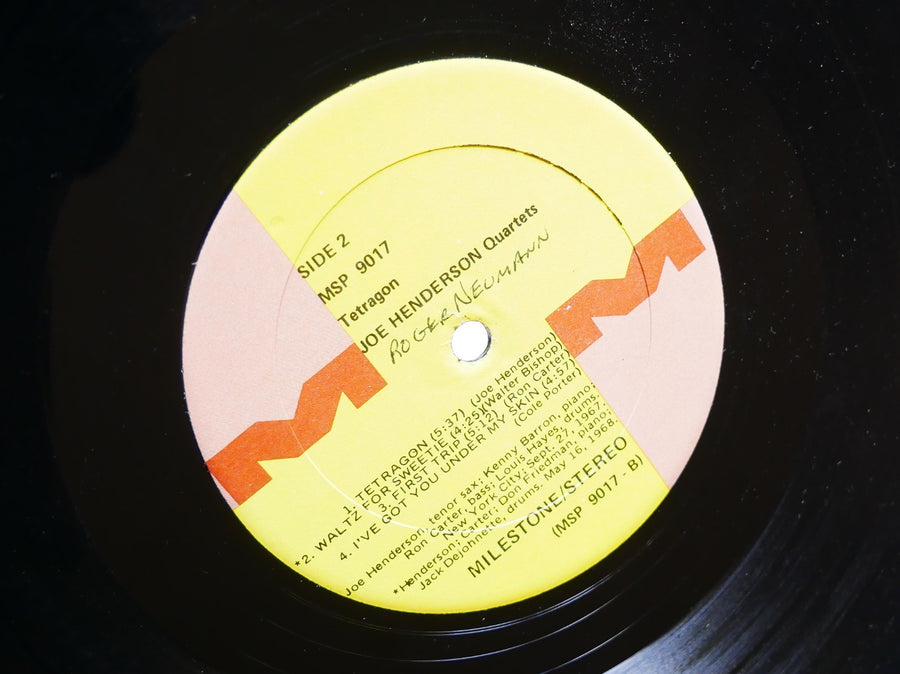 SIDE 2
MSP 9017
Tetragon
JOE HENDERSON Quartets
ROGER NEUMANN
1. TETRAGON (5:37) (Joe Henderson)
*2. WALTZ FOR SWEETIE (4:25)(Walter Bishop)
3. FIRST TRIP (5:12) (Ron Carter)
4. I'VE GOT YOU UNDER MY SKIN (4:57)
(Cole Porter)
Joe Henderson, tenor sax; Kenny Barron, piano;
Ron Carter, bass; Louis Hayes, drums.
New York City; Sept. 27, 1967.
*Henderson; Carter; Don Friedman, piano;
Jack Dejohnette, drums. May 16, 1968.
MILESTONE/STEREO
(MSP 9017 - B)